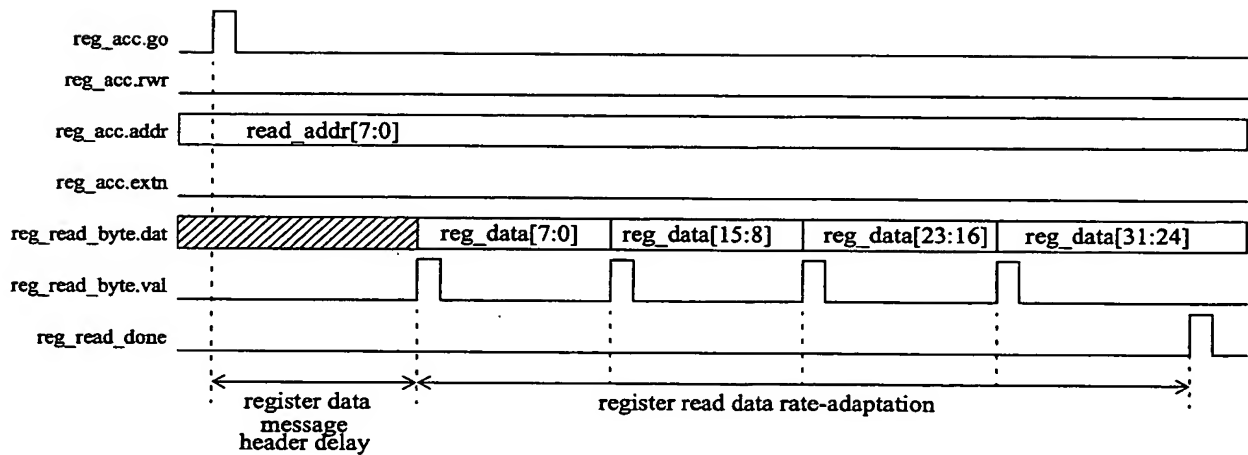 reg_acc.go
reg_acc.rwr
reg_acc.addr read_addr[7:0]
reg_acc.extn
reg_read_byte.dat reg_data[7:0] reg_data[15:8] reg_data[23:16] reg_data[31:24]
reg_read_byte.val
reg_read_done
register data
message
header delay
register read data rate-adaptation